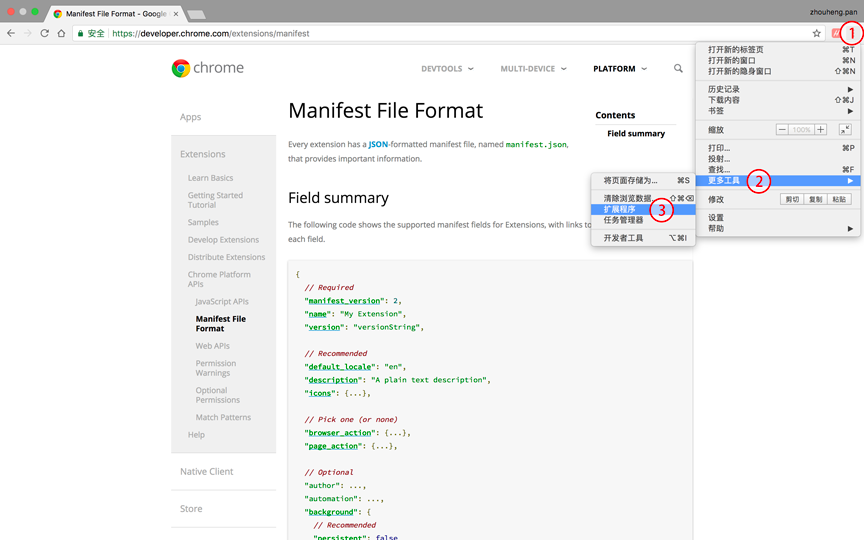 Manifest File Format - Google
zhouheng.pan
安全 https://developer.chrome.com/extensions/manifest
1
chrome
DEVTOOLS
MULTI-DEVICE
PLATFORM
Apps
Extensions
Learn Basics
Getting Started
Tutorial
Samples
Develop Extensions
Distribute Extensions
Chrome Platform
APIs
JavaScript APIs
Manifest File
Format
Web APIs
Permission
Warnings
Optional
Permissions
Match Patterns
Help
Native Client
Store
Manifest File Format
Every extension has a JSON-formatted manifest file, named manifest.json,
that provides important information.
Field summary
The following code shows the supported manifest fields for Extensions, with links to
each field.
{
// Required
"manifest_version": 2,
"name": "My Extension",
"version": "versionString",
// Recommended
"default_locale": "en",
"description": "A plain text description",
"icons": {...},
// Pick one (or none)
"browser_action": {...},
"page_action": {...},
// Optional
"author": ...,
"automation": ...,
"background": {
// Recommended
"persistent": false
Contents
Field summary
打开新的标签页 ⌘T
打开新的窗口 ⌘N
打开新的隐身窗口 ⇧⌘N
历史记录 ▶
下载内容 ⇧⌘J
书签 ▶
缩放 − 100% +
打印... ⌘P
投射...
查找... ⌘F
更多工具 2 ▶
修改 剪切 复制 粘贴
设置
帮助 ▶
将页面存储为... ⌘S
清除浏览数据... ⇧⌘⌫
扩展程序 3
任务管理器
开发者工具 ⌥⌘I